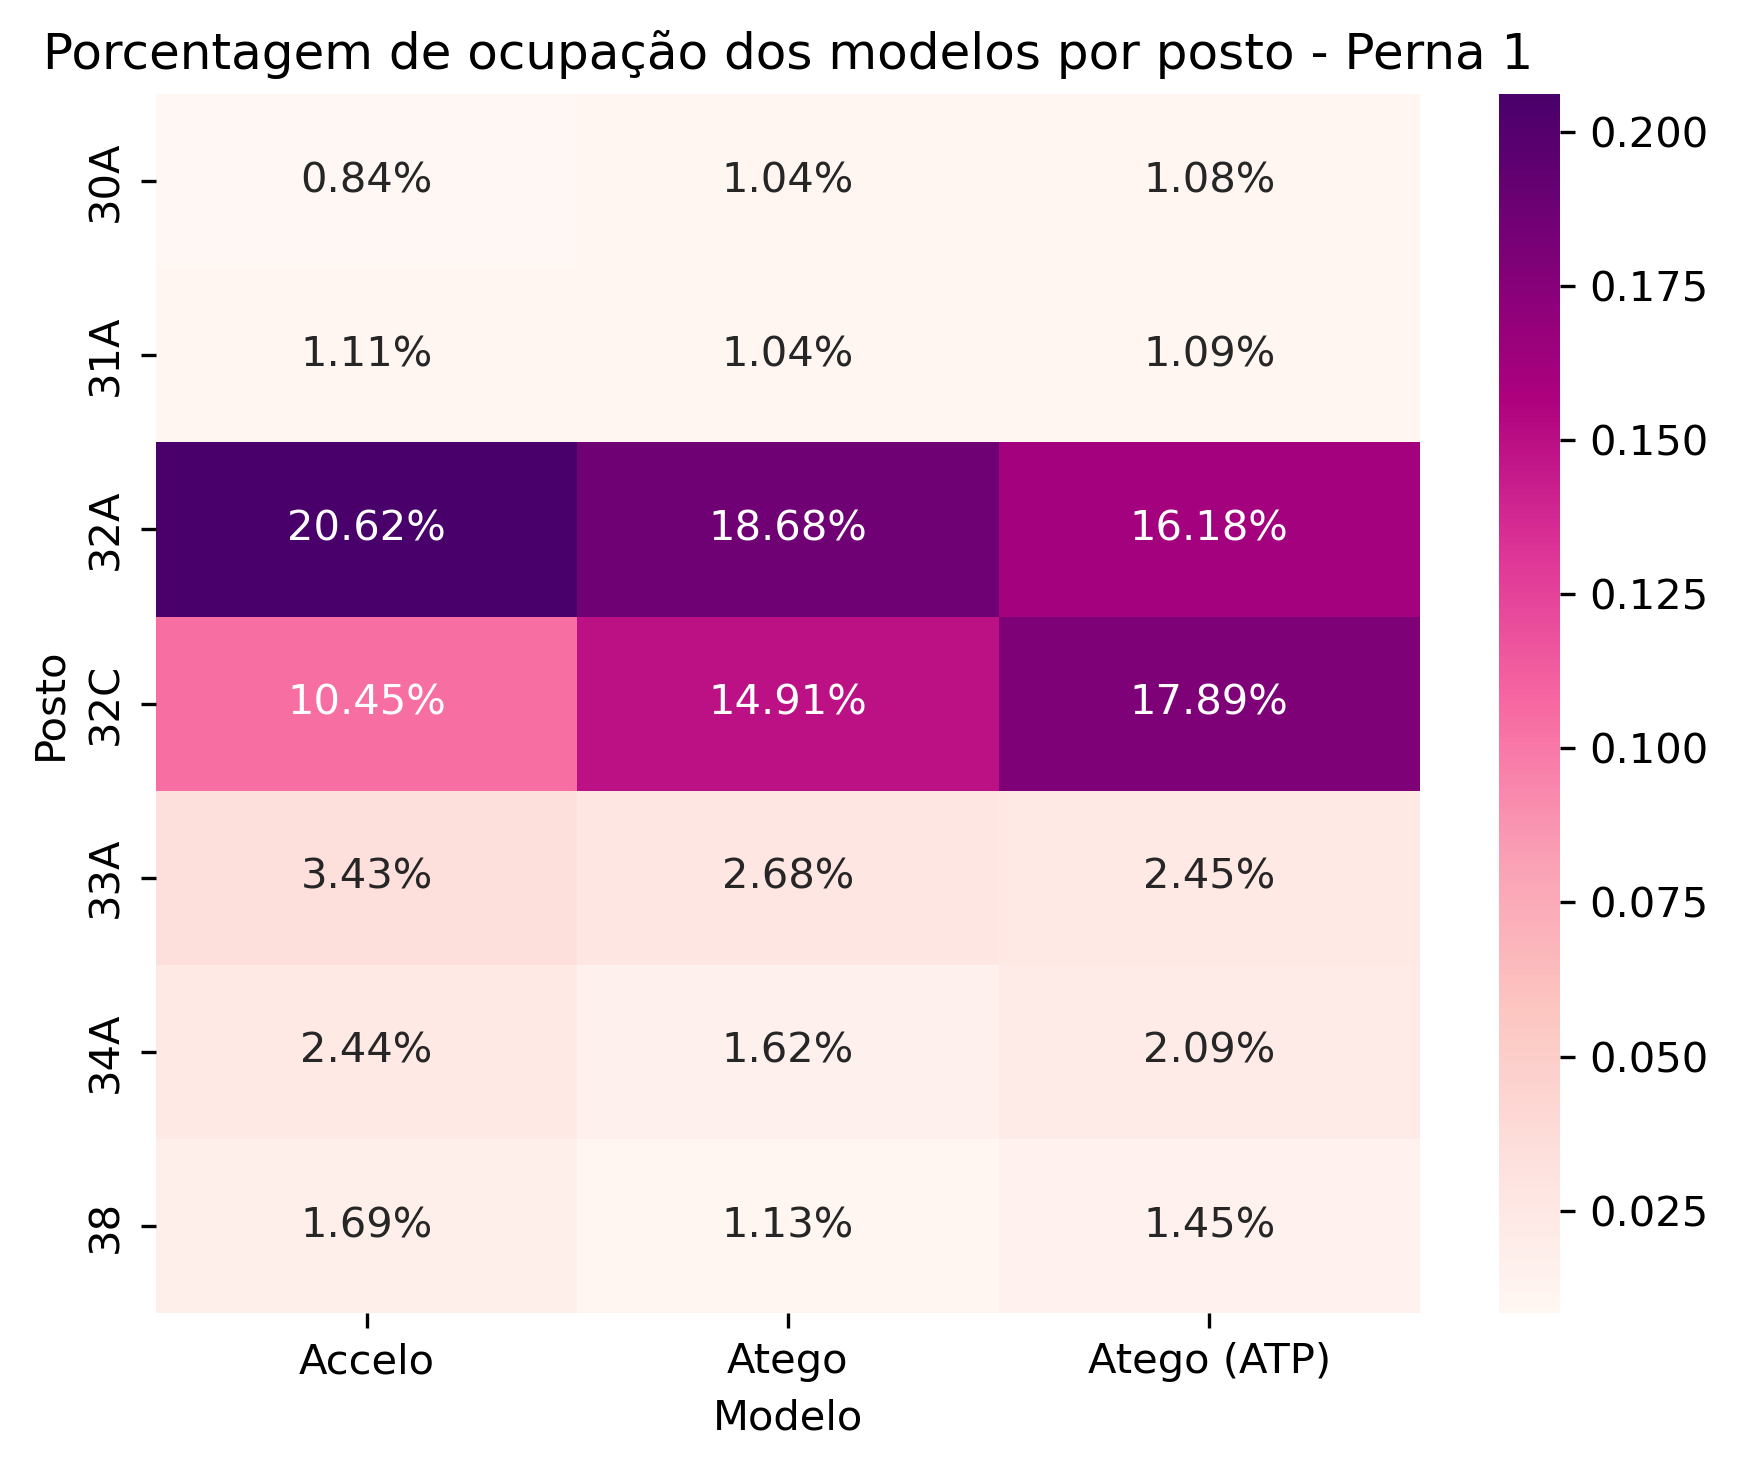 Porcentagem de ocupação dos modelos por posto - Perna 1
30A 0.84% 1.04% 1.08%
31A 1.11% 1.04% 1.09%
32A 20.62% 18.68% 16.18%
32C 10.45% 14.91% 17.89%
33A 3.43% 2.68% 2.45%
34A 2.44% 1.62% 2.09%
38 1.69% 1.13% 1.45%
Posto
Accelo Atego Atego (ATP)
Modelo
0.200
0.175
0.150
0.125
0.100
0.075
0.050
0.025